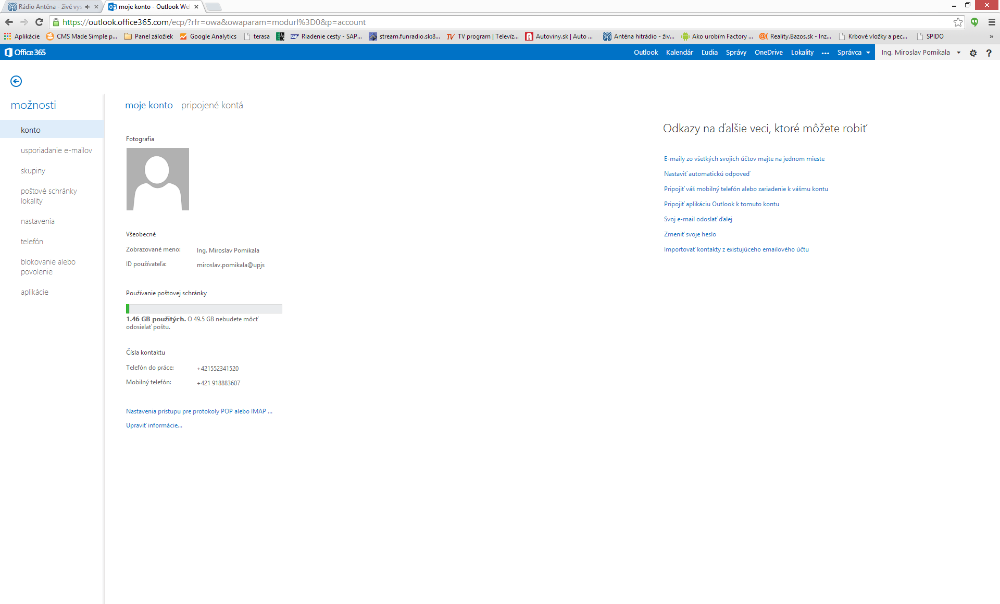 Rádio Anténa - živé vys
moje konto - Outlook We
https://outlook.office365.com/ecp/?rfr=owa&owaparam=modurl%3D0&p=account
Aplikácie CMS Made Simple p... Panel záložiek Google Analytics terasa Riadenie cesty - SAP... stream.funradio.sk:8... TV program | Televíz... Autoviny.sk | Auto ... Anténa hitrádio - živ... Ako urobím Factory ... Reality.Bazos.sk - Inz... Krbové vložky a pec... SPIDO »
Office 365
Outlook Kalendár Ľudia Správy OneDrive Lokality ... Správca Ing. Miroslav Pomikala ?
možnosti
konto
usporiadanie e-mailov
skupiny
poštové schránky
lokality
nastavenia
telefón
blokovanie alebo
povolenie
aplikácie
moje konto pripojené kontá
Fotografia
Všeobecné
Zobrazované meno: Ing. Miroslav Pomikala
ID používateľa: miroslav.pomikala@upjs
Používanie poštovej schránky
1.46 GB použitých. O 49.5 GB nebudete môcť
odosielať poštu.
Čísla kontaktu
Telefón do práce: +421552341520
Mobilný telefón: +421 918883607
Nastavenia prístupu pre protokoly POP alebo IMAP ...
Upraviť informácie...
Odkazy na ďalšie veci, ktoré môžete robiť
E-maily zo všetkých svojich účtov majte na jednom mieste
Nastaviť automatickú odpoveď
Pripojiť váš mobilný telefón alebo zariadenie k vášmu kontu
Pripojiť aplikáciu Outlook k tomuto kontu
Svoj e-mail odoslať ďalej
Zmeniť svoje heslo
Importovať kontakty z existujúceho emailového účtu